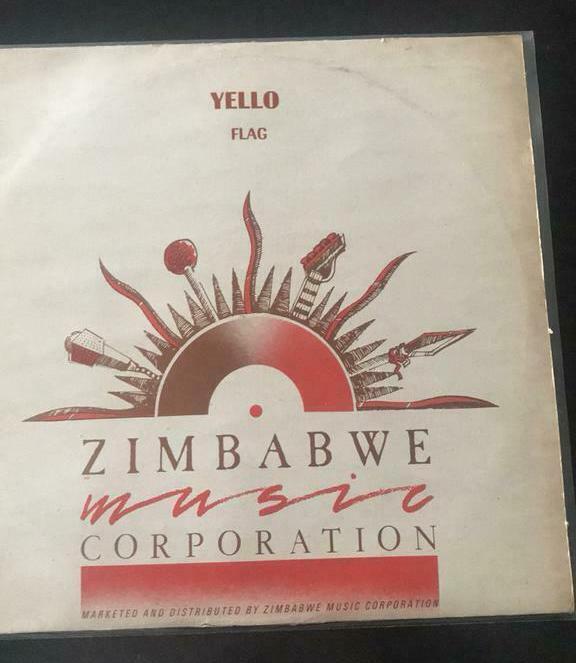 YELLO
FLAG
ZIMBABWE
music
CORPORATION
MARKETED AND DISTRIBUTED BY ZIMBABWE MUSIC CORPORATION